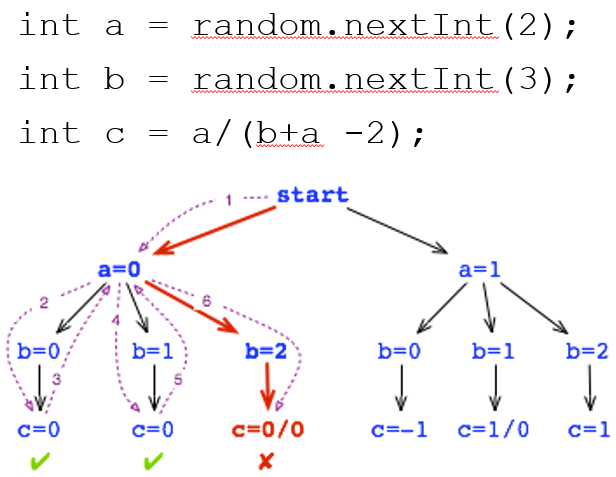 int a = random.nextInt(2);
int b = random.nextInt(3);
int c = a/(b+a -2);
start
1
a=0 a=1
2 4 6
b=0 b=1 b=2 b=0 b=1 b=2
3 5
c=0 c=0 c=0/0 c=-1 c=1/0 c=1